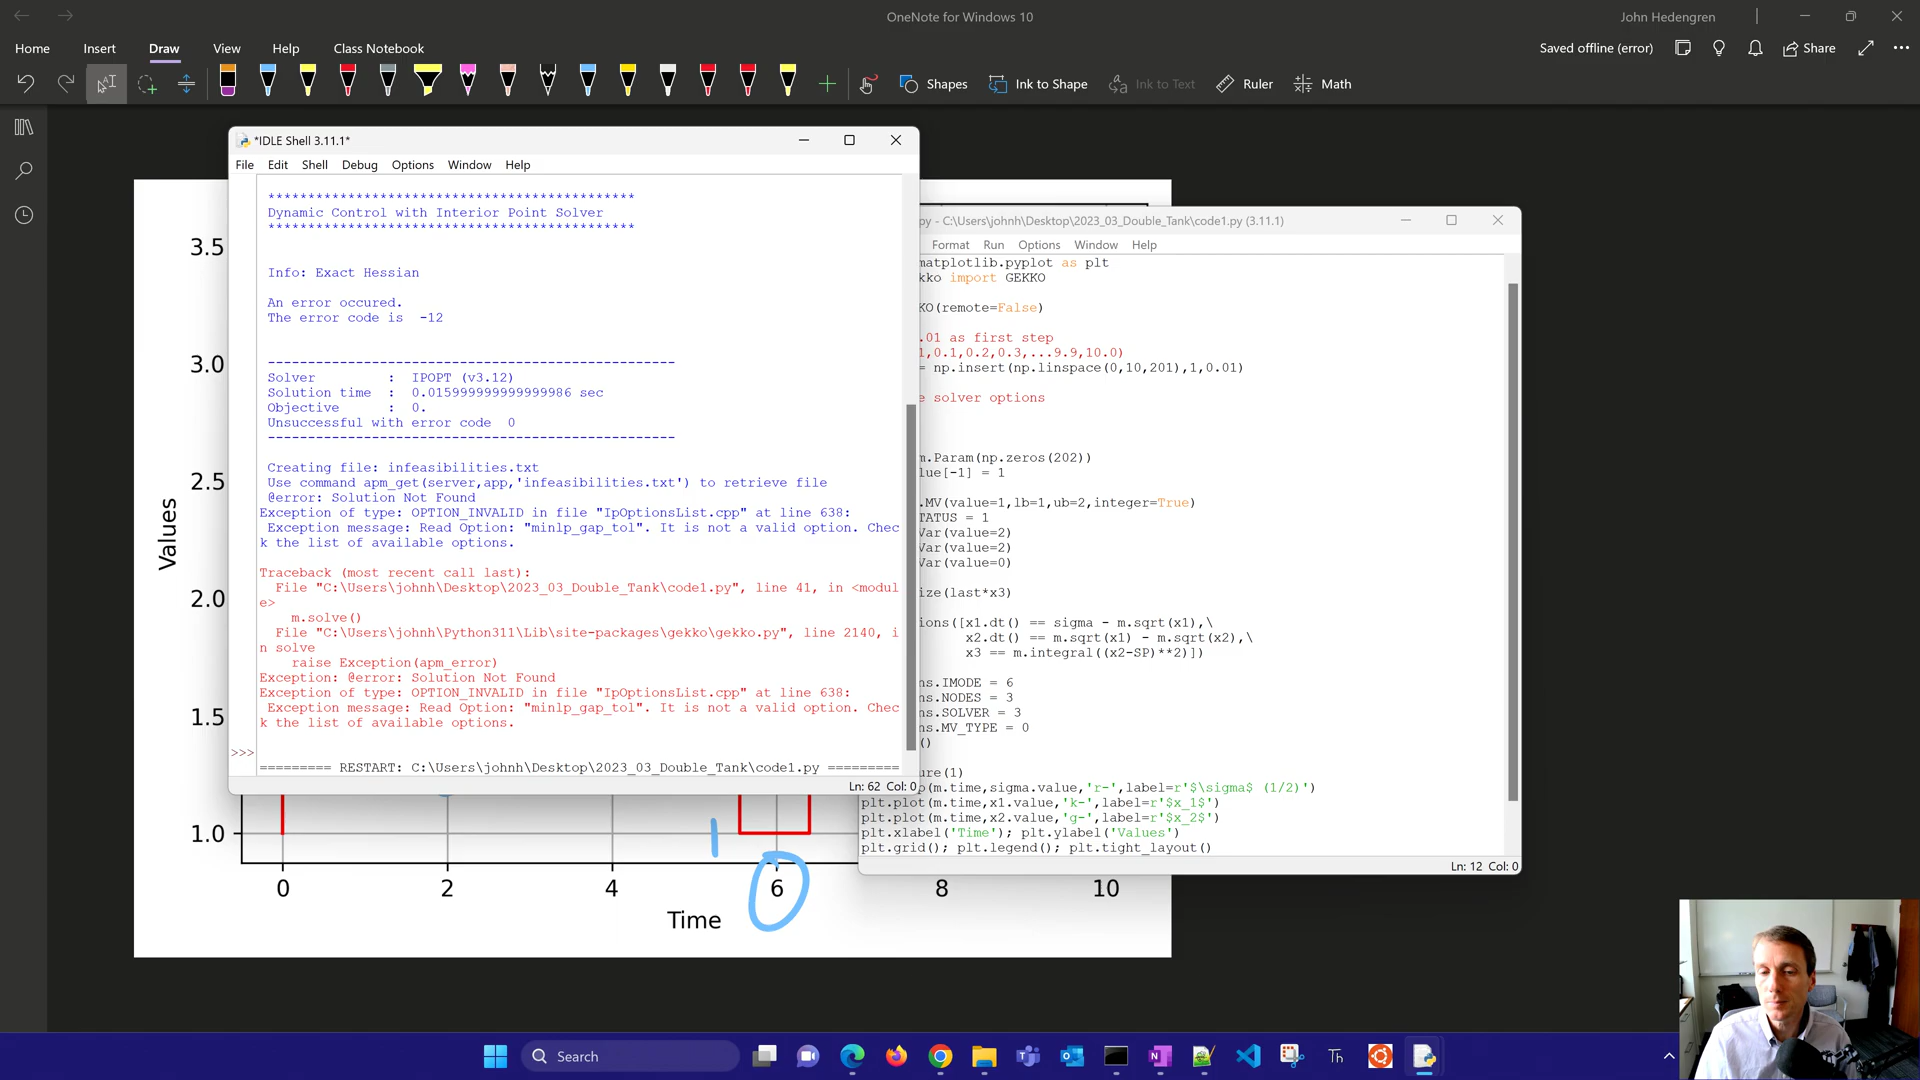 OneNote for Windows 10
John Hedengren
Home
Insert
Draw
View
Help
Class Notebook
Saved offline (error)
Share
Shapes
Ink to Shape
Ink to Text
Ruler
Math
*IDLE Shell 3.11.1*
File Edit Shell Debug Options Window Help
**********************************************
Dynamic Control with Interior Point Solver
**********************************************
Info: Exact Hessian
An error occured.
The error code is -12
---------------------------------------------------
Solver : IPOPT (v3.12)
Solution time : 0.015999999999999986 sec
Objective : 0.
Unsuccessful with error code 0
---------------------------------------------------
Creating file: infeasibilities.txt
Use command apm_get(server,app,'infeasibilities.txt') to retrieve file
@error: Solution Not Found
Exception of type: OPTION_INVALID in file "IpOptionsList.cpp" at line 638:
Exception message: Read Option: "minlp_gap_tol". It is not a valid option. Chec
k the list of available options.
Traceback (most recent call last):
File "C:\Users\johnh\Desktop\2023_03_Double_Tank\code1.py", line 41, in <modul
e>
m.solve()
File "C:\Users\johnh\Python311\Lib\site-packages\gekko\gekko.py", line 2140, i
n solve
raise Exception(apm_error)
Exception: @error: Solution Not Found
Exception of type: OPTION_INVALID in file "IpOptionsList.cpp" at line 638:
Exception message: Read Option: "minlp_gap_tol". It is not a valid option. Chec
k the list of available options.
>>>
========= RESTART: C:\Users\johnh\Desktop\2023_03_Double_Tank\code1.py =========
Ln: 62 Col: 0
py - C:\Users\johnh\Desktop\2023_03_Double_Tank\code1.py (3.11.1)
Format Run Options Window Help
matplotlib.pyplot as plt
kko import GEKKO
KO(remote=False)
.01 as first step
1,0.1,0.2,0.3,...9.9,10.0)
= np.insert(np.linspace(0,10,201),1,0.01)
e solver options
m.Param(np.zeros(202))
lue[-1] = 1
.MV(value=1,lb=1,ub=2,integer=True)
TATUS = 1
Var(value=2)
Var(value=2)
Var(value=0)
ize(last*x3)
ions([x1.dt() == sigma - m.sqrt(x1),\
x2.dt() == m.sqrt(x1) - m.sqrt(x2),\
x3 == m.integral((x2-SP)**2)])
ns.IMODE = 6
ns.NODES = 3
ns.SOLVER = 3
ns.MV_TYPE = 0
()
ure(1)
p(m.time,sigma.value,'r-',label=r'$\sigma$ (1/2)')
plt.plot(m.time,x1.value,'k-',label=r'$x_1$')
plt.plot(m.time,x2.value,'g-',label=r'$x_2$')
plt.xlabel('Time'); plt.ylabel('Values')
plt.grid(); plt.legend(); plt.tight_layout()
Ln: 12 Col: 0
3.5
3.0
2.5
2.0
1.5
1.0
Values
0 2 4 6 8 10
Time
Search
Th